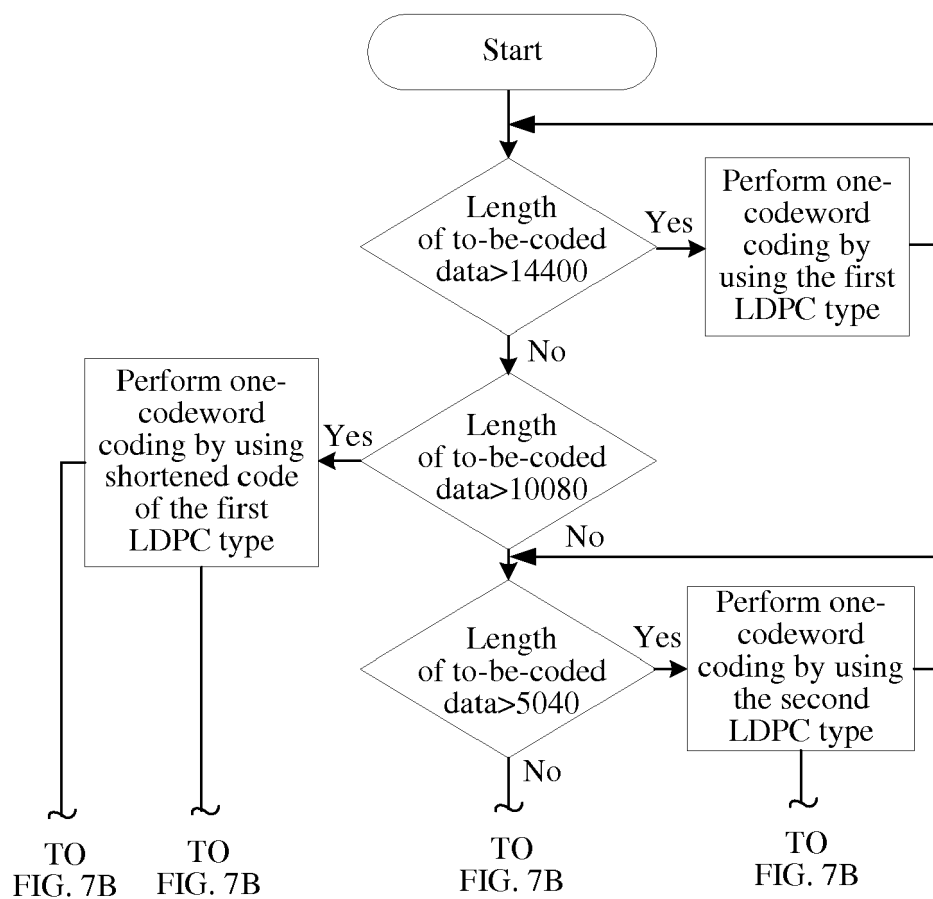 Start
Length
of to-be-coded
data>14400
Yes
Perform one-
codeword
coding by
using the first
LDPC type
No
Perform one-
codeword
coding by using
shortened code
of the first
LDPC type
Yes
Length
of to-be-coded
data>10080
No
Length
of to-be-coded
data>5040
Yes
Perform one-
codeword
coding by using
the second
LDPC type
No
TO
FIG. 7B
TO
FIG. 7B
TO
FIG. 7B
TO
FIG. 7B